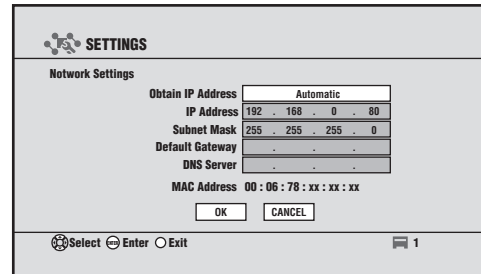 SETTINGS
Network Settings
Obtain IP Address Automatic
IP Address 192 . 168 . 0 . 80
Subnet Mask 255 . 255 . 255 . 0
Default Gateway . . .
DNS Server . . .
MAC Address 00 : 06 : 78 : xx : xx : xx
OK CANCEL
Select Enter Exit 1